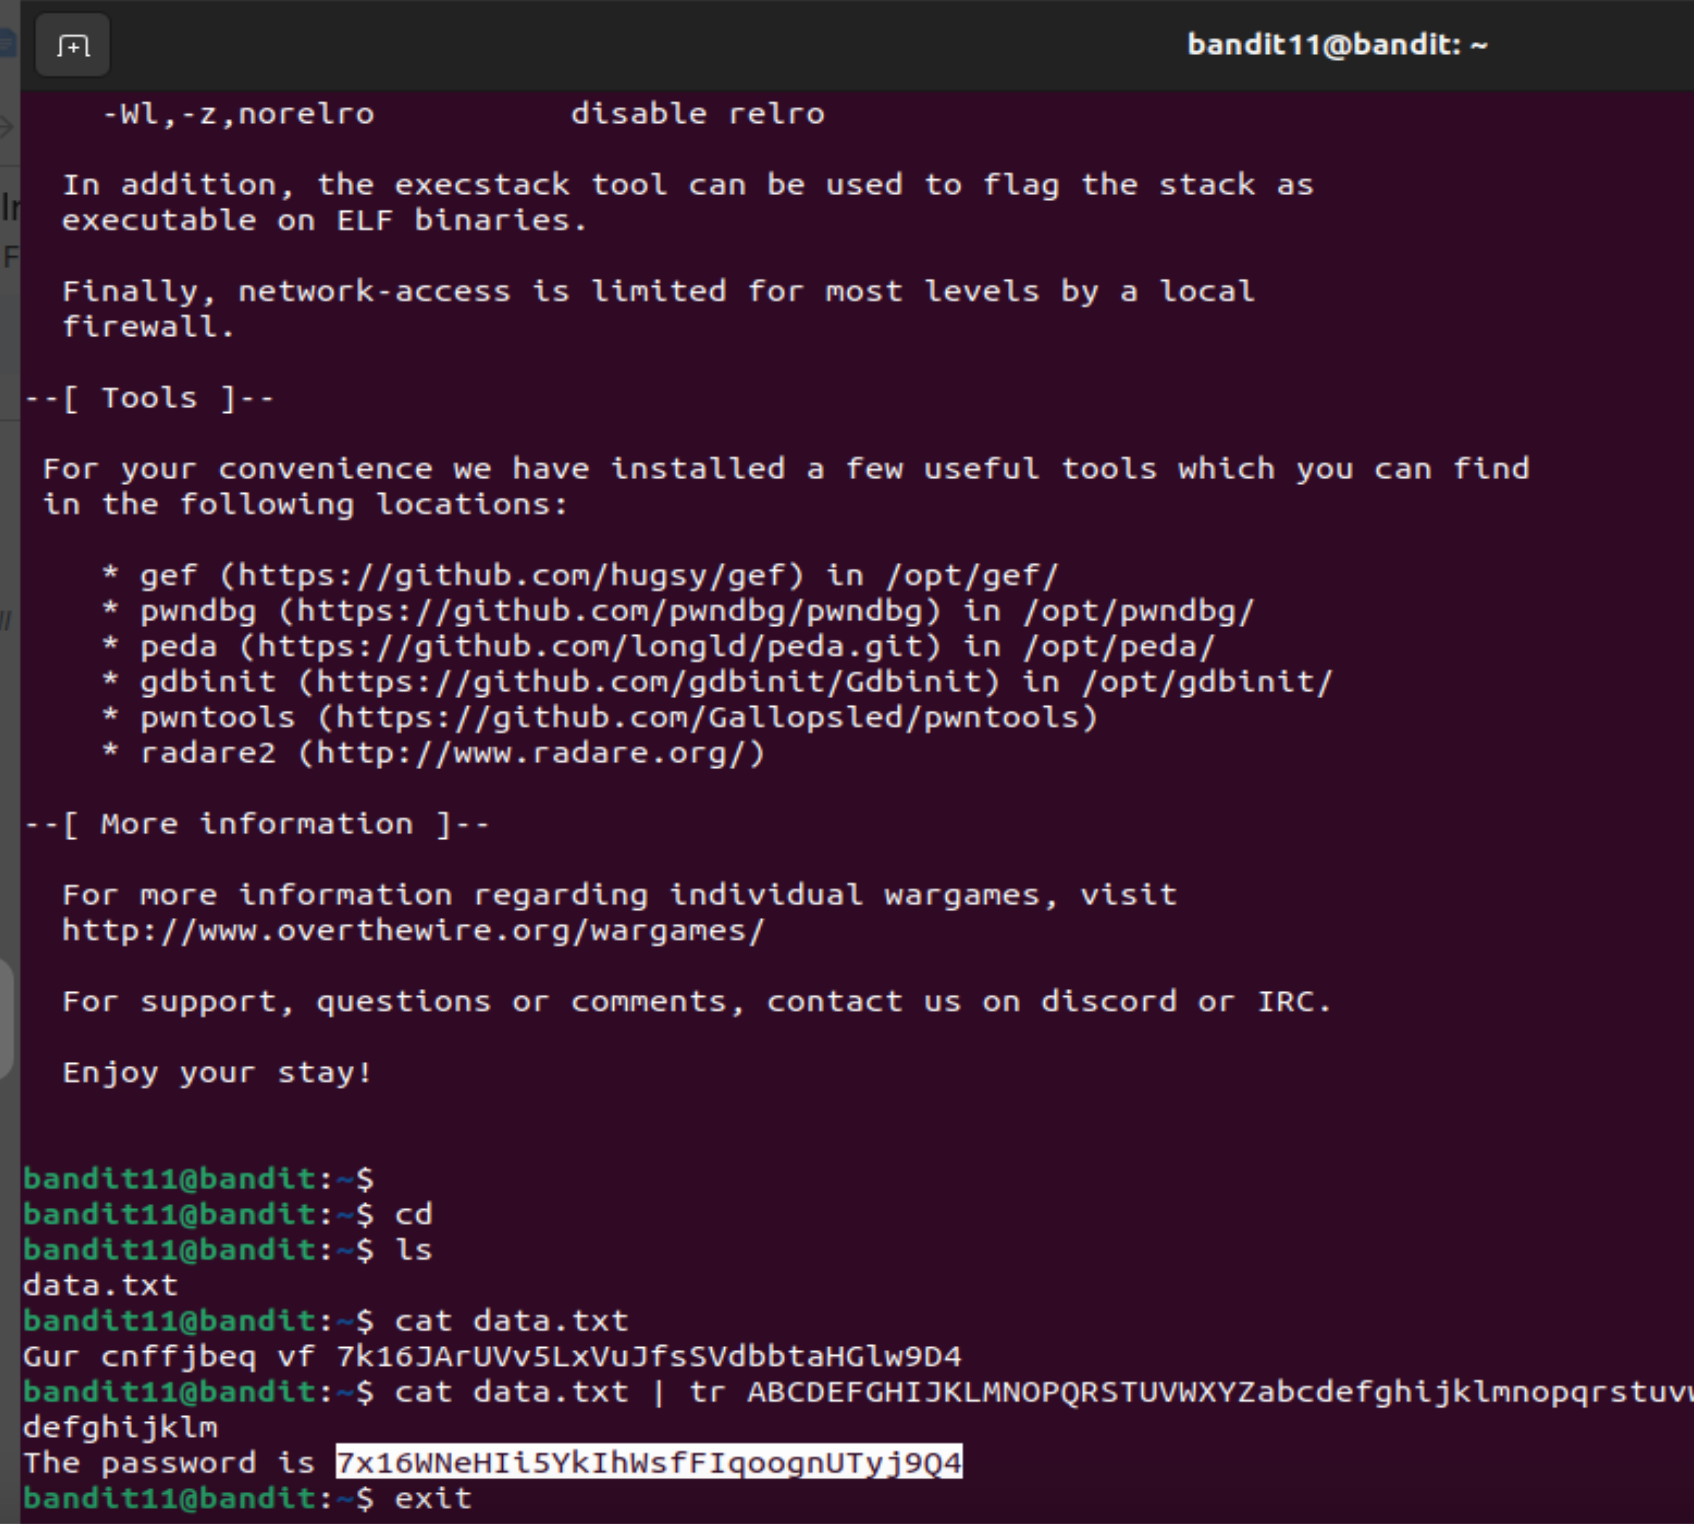 bandit11@bandit: ~
-Wl,-z,norelro disable relro
In addition, the execstack tool can be used to flag the stack as
executable on ELF binaries.
Finally, network-access is limited for most levels by a local
firewall.
--[ Tools ]--
For your convenience we have installed a few useful tools which you can find
in the following locations:
* gef (https://github.com/hugsy/gef) in /opt/gef/
* pwndbg (https://github.com/pwndbg/pwndbg) in /opt/pwndbg/
* peda (https://github.com/longld/peda.git) in /opt/peda/
* gdbinit (https://github.com/gdbinit/Gdbinit) in /opt/gdbinit/
* pwntools (https://github.com/Gallopsled/pwntools)
* radare2 (http://www.radare.org/)
--[ More information ]--
For more information regarding individual wargames, visit
http://www.overthewire.org/wargames/
For support, questions or comments, contact us on discord or IRC.
Enjoy your stay!
bandit11@bandit:~$
bandit11@bandit:~$ cd
bandit11@bandit:~$ ls
data.txt
bandit11@bandit:~$ cat data.txt
Gur cnffjbeq vf 7k16JArUVv5LxVuJfsSVdbbtaHGlw9D4
bandit11@bandit:~$ cat data.txt | tr ABCDEFGHIJKLMNOPQRSTUVWXYZabcdefghijklmnopqrstuv
defghijklm
The password is 7x16WNeHIi5YkIhWsfFIqoognUTyj9Q4
bandit11@bandit:~$ exit